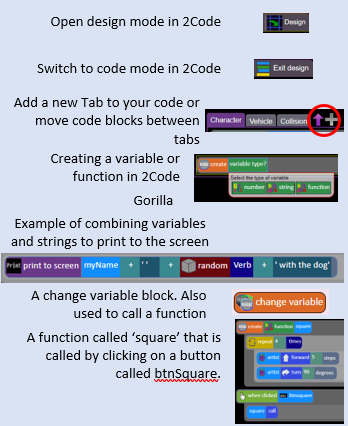 Open design mode in 2Code
Design
Switch to code mode in 2Code
Exit design
Add a new Tab to your code or
move code blocks between
tabs
Character Vehicle Collision
Creating a variable or
function in 2Code
create variable type?
Select the type of variable
number string function
Gorilla
Example of combining variables
and strings to print to the screen
Print print to screen myName + ' ' + random Verb + ' with the dog'
A change variable block. Also
used to call a function
change variable
A function called ‘square’ that is
called by clicking on a button
called btnSquare.
create function square
repeat 4 times
artist forward 5 steps
artist turn 90 degrees
when clicked btnsquare
square call